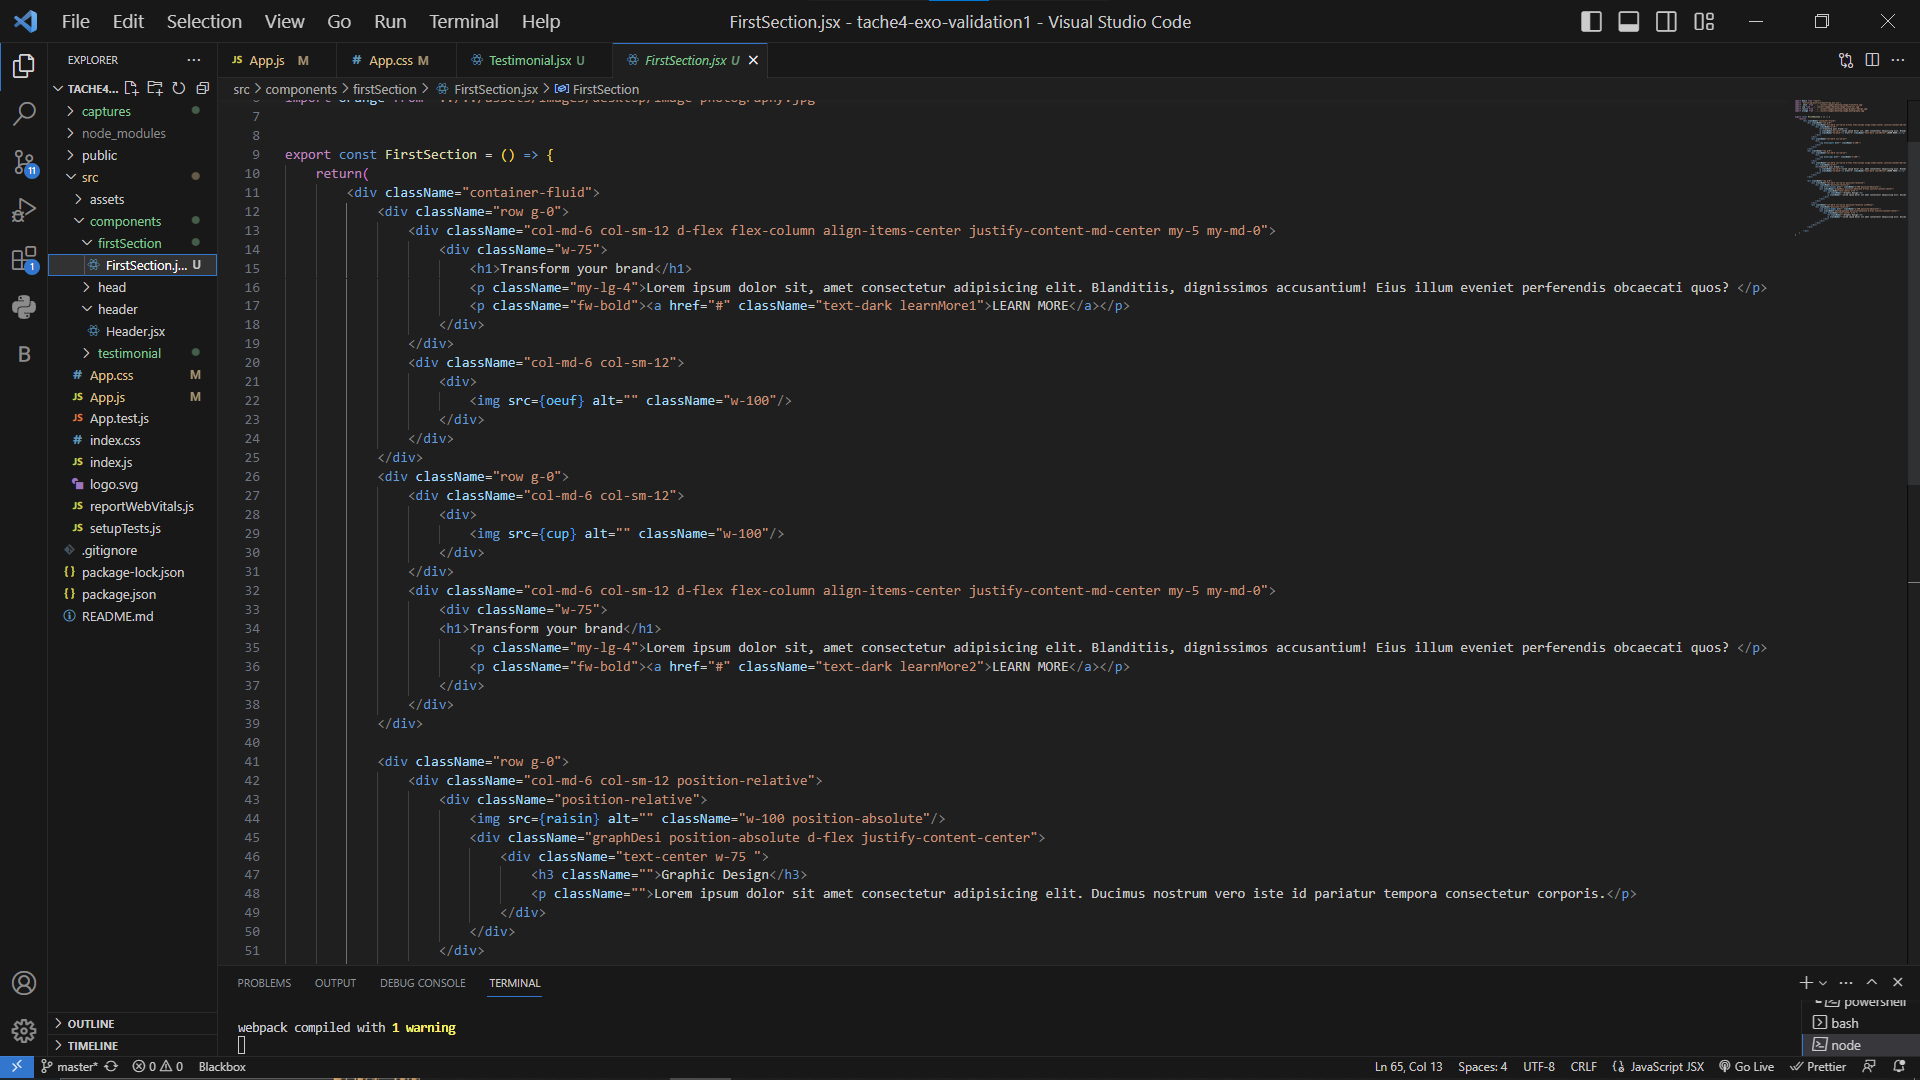 File Edit Selection View Go Run Terminal Help
FirstSection.jsx - tache4-exo-validation1 - Visual Studio Code
EXPLORER
TACHE4...
captures
node_modules
public
src
assets
components
firstSection
FirstSection.j... U
head
header
Header.jsx
testimonial
# App.css M
JS App.js M
JS App.test.js
# index.css
JS index.js
logo.svg
JS reportWebVitals.js
JS setupTests.js
.gitignore
{} package-lock.json
{} package.json
README.md
OUTLINE
TIMELINE
11
1
B
JS App.js M
# App.css M
Testimonial.jsx U
FirstSection.jsx U
src > components > firstSection > FirstSection.jsx > FirstSection
7
8
9 export const FirstSection = () => {
10 return(
11 <div className="container-fluid">
12 <div className="row g-0">
13 <div className="col-md-6 col-sm-12 d-flex flex-column align-items-center justify-content-md-center my-5 my-md-0">
14 <div className="w-75">
15 <h1>Transform your brand</h1>
16 <p className="my-lg-4">Lorem ipsum dolor sit, amet consectetur adipisicing elit. Blanditiis, dignissimos accusantium! Eius illum eveniet perferendis obcaecati quos? </p>
17 <p className="fw-bold"><a href="#" className="text-dark learnMore1">LEARN MORE</a></p>
18 </div>
19 </div>
20 <div className="col-md-6 col-sm-12">
21 <div>
22 <img src={oeuf} alt="" className="w-100"/>
23 </div>
24 </div>
25 </div>
26 <div className="row g-0">
27 <div className="col-md-6 col-sm-12">
28 <div>
29 <img src={cup} alt="" className="w-100"/>
30 </div>
31 </div>
32 <div className="col-md-6 col-sm-12 d-flex flex-column align-items-center justify-content-md-center my-5 my-md-0">
33 <div className="w-75">
34 <h1>Transform your brand</h1>
35 <p className="my-lg-4">Lorem ipsum dolor sit, amet consectetur adipisicing elit. Blanditiis, dignissimos accusantium! Eius illum eveniet perferendis obcaecati quos? </p>
36 <p className="fw-bold"><a href="#" className="text-dark learnMore2">LEARN MORE</a></p>
37 </div>
38 </div>
39 </div>
40
41 <div className="row g-0">
42 <div className="col-md-6 col-sm-12 position-relative">
43 <div className="position-relative">
44 <img src={raisin} alt="" className="w-100 position-absolute"/>
45 <div className="graphDesi position-absolute d-flex justify-content-center">
46 <div className="text-center w-75 ">
47 <h3 className="">Graphic Design</h3>
48 <p className="">Lorem ipsum dolor sit amet consectetur adipisicing elit. Ducimus nostrum vero iste id pariatur tempora consectetur corporis.</p>
49 </div>
50 </div>
51 </div>
PROBLEMS OUTPUT DEBUG CONSOLE TERMINAL
webpack compiled with 1 warning
powershell
bash
node
master* 0 0 Blackbox
Ln 65, Col 13 Spaces: 4 UTF-8 CRLF {} JavaScript JSX Go Live Prettier